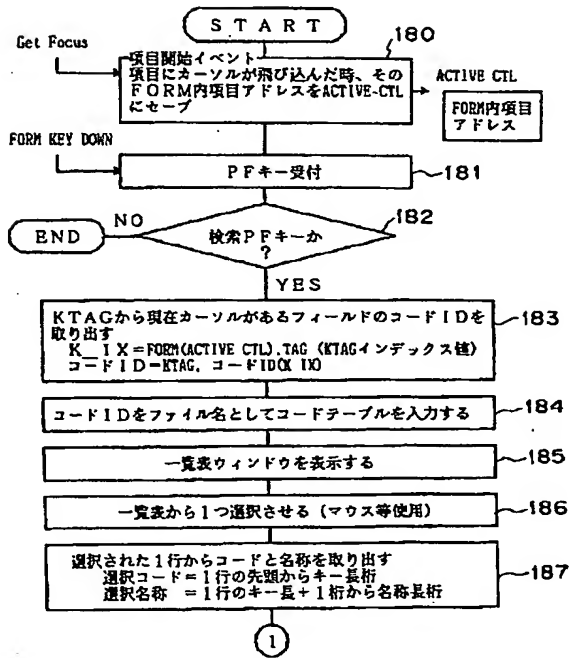 START
180
Get Focus
項目開始イベント
項目にカーソルが飛び込んだ時、その
FORM内項目アドレスをACTIVE-CTL
にセーブ
ACTIVE CTL
FORM内項目
アドレス
FORM KEY DOWN
PFキー受付
181
182
NO
END
検索PFキーか
?
YES
KTAGから現在カーソルがあるフィールドのコードIDを
取り出す
K_IX=FORM(ACTIVE CTL).TAG (KTAGインデックス値)
コードID=KTAG. コードID(K IX)
183
コードIDをファイル名としてコードテーブルを入力する
184
一覧表ウィンドウを表示する
185
一覧表から1つ選択させる(マウス等使用)
186
選択された1行からコードと名称を取り出す
選択コード=1行の先頭からキー長桁
選択名称 =1行のキー長+1桁から名称長桁
187
1